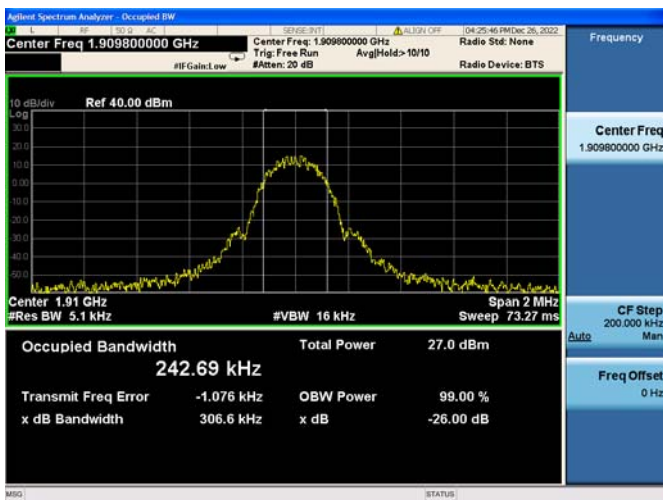 Agilent Spectrum Analyzer - Occupied BW
L RF 50 Ω AC SENSE:INT ALIGN OFF 04:25:46 PM Dec 26, 2022
Center Freq 1.909800000 GHz
Center Freq: 1.909800000 GHz
Radio Std: None
Trig: Free Run Avg|Hold:>10/10
#IFGain:Low #Atten: 20 dB Radio Device: BTS
Frequency
10 dB/div Ref 40.00 dBm
Log
30.0
20.0
10.0
0.00
-10.0
-20.0
-30.0
-40.0
-50.0
Center 1.91 GHz Span 2 MHz
#Res BW 5.1 kHz #VBW 16 kHz Sweep 73.27 ms
Occupied Bandwidth Total Power 27.0 dBm
242.69 kHz
Transmit Freq Error -1.076 kHz OBW Power 99.00 %
x dB Bandwidth 306.6 kHz x dB -26.00 dB
Center Freq
1.909800000 GHz
CF Step
200.000 kHz
Auto Man
Freq Offset
0 Hz
MSG STATUS